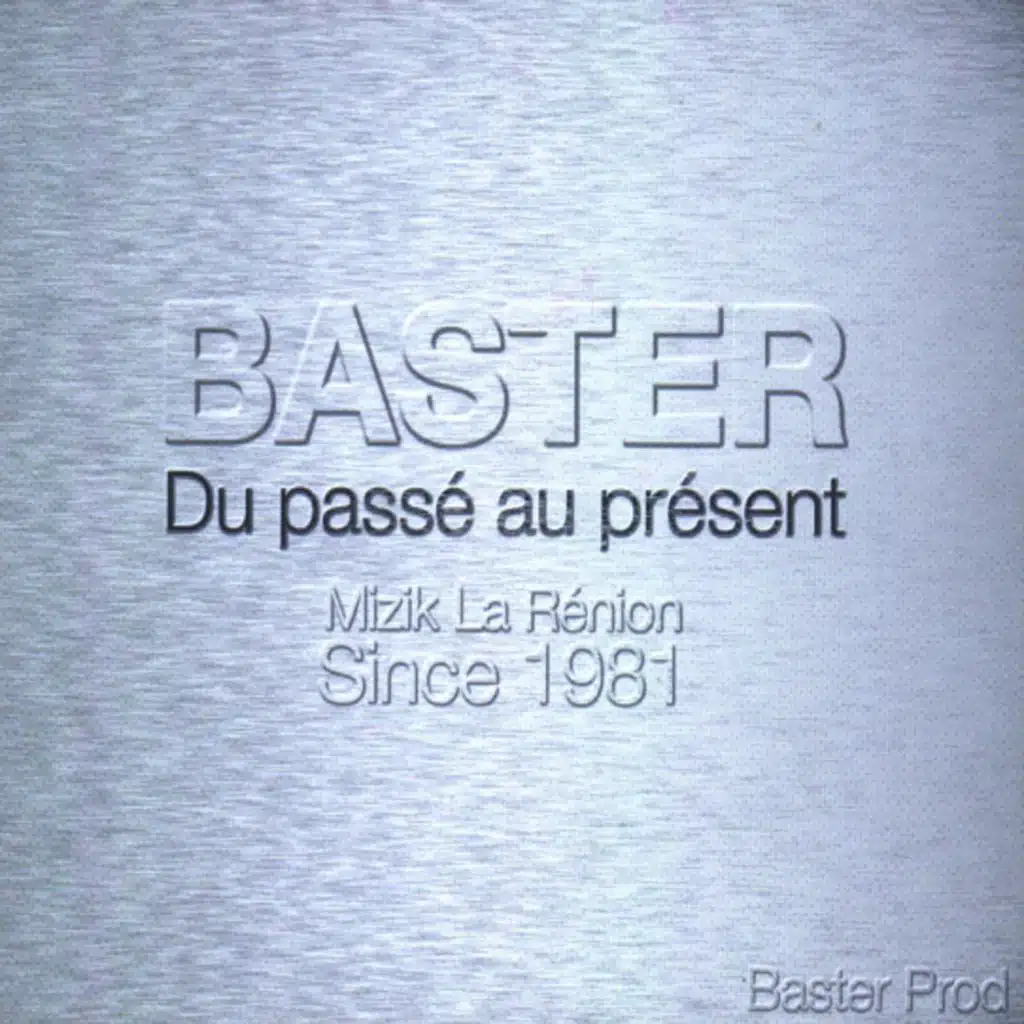 BASTER
Du passé au présent
Mizik La Rénion
Since 1981
Baster Prod